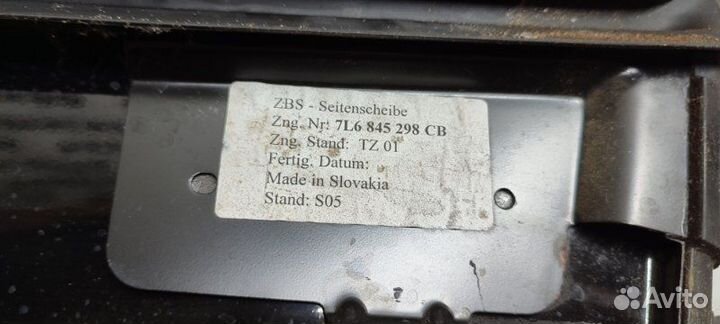 ZBS - Seitenscheibe
Zng. Nr: 7L6 845 298 CB
Zng. Stand: TZ 01
Fertig. Datum:
Made in Slovakia
Stand: S05
Avito